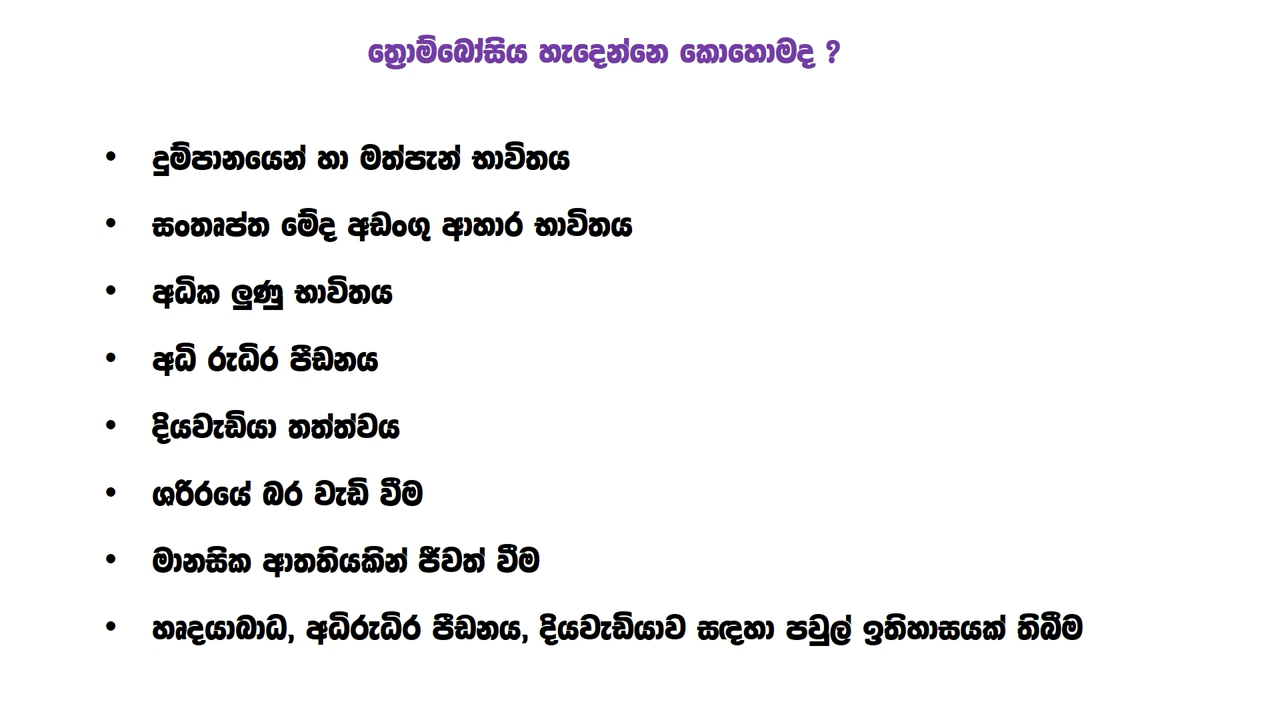 ත්‍රොම්බෝසිය හැදෙන්නෙ කොහොමද ?
• දුම්පානයෙන් හා මත්පැන් භාවිතය
• සංතෘප්ත මේද අඩංගු ආහාර භාවිතය
• අධික ලුණු භාවිතය
• අධි රුධිර පීඩනය
• දියවැඩියා තත්ත්වය
• ශරීරයේ බර වැඩි වීම
• මානසික ආතතියකින් ජීවත් වීම
• හෘදයාබාධ, අධිරුධිර පීඩනය, දියවැඩියාව සඳහා පවුල් ඉතිහාසයක් තිබීම